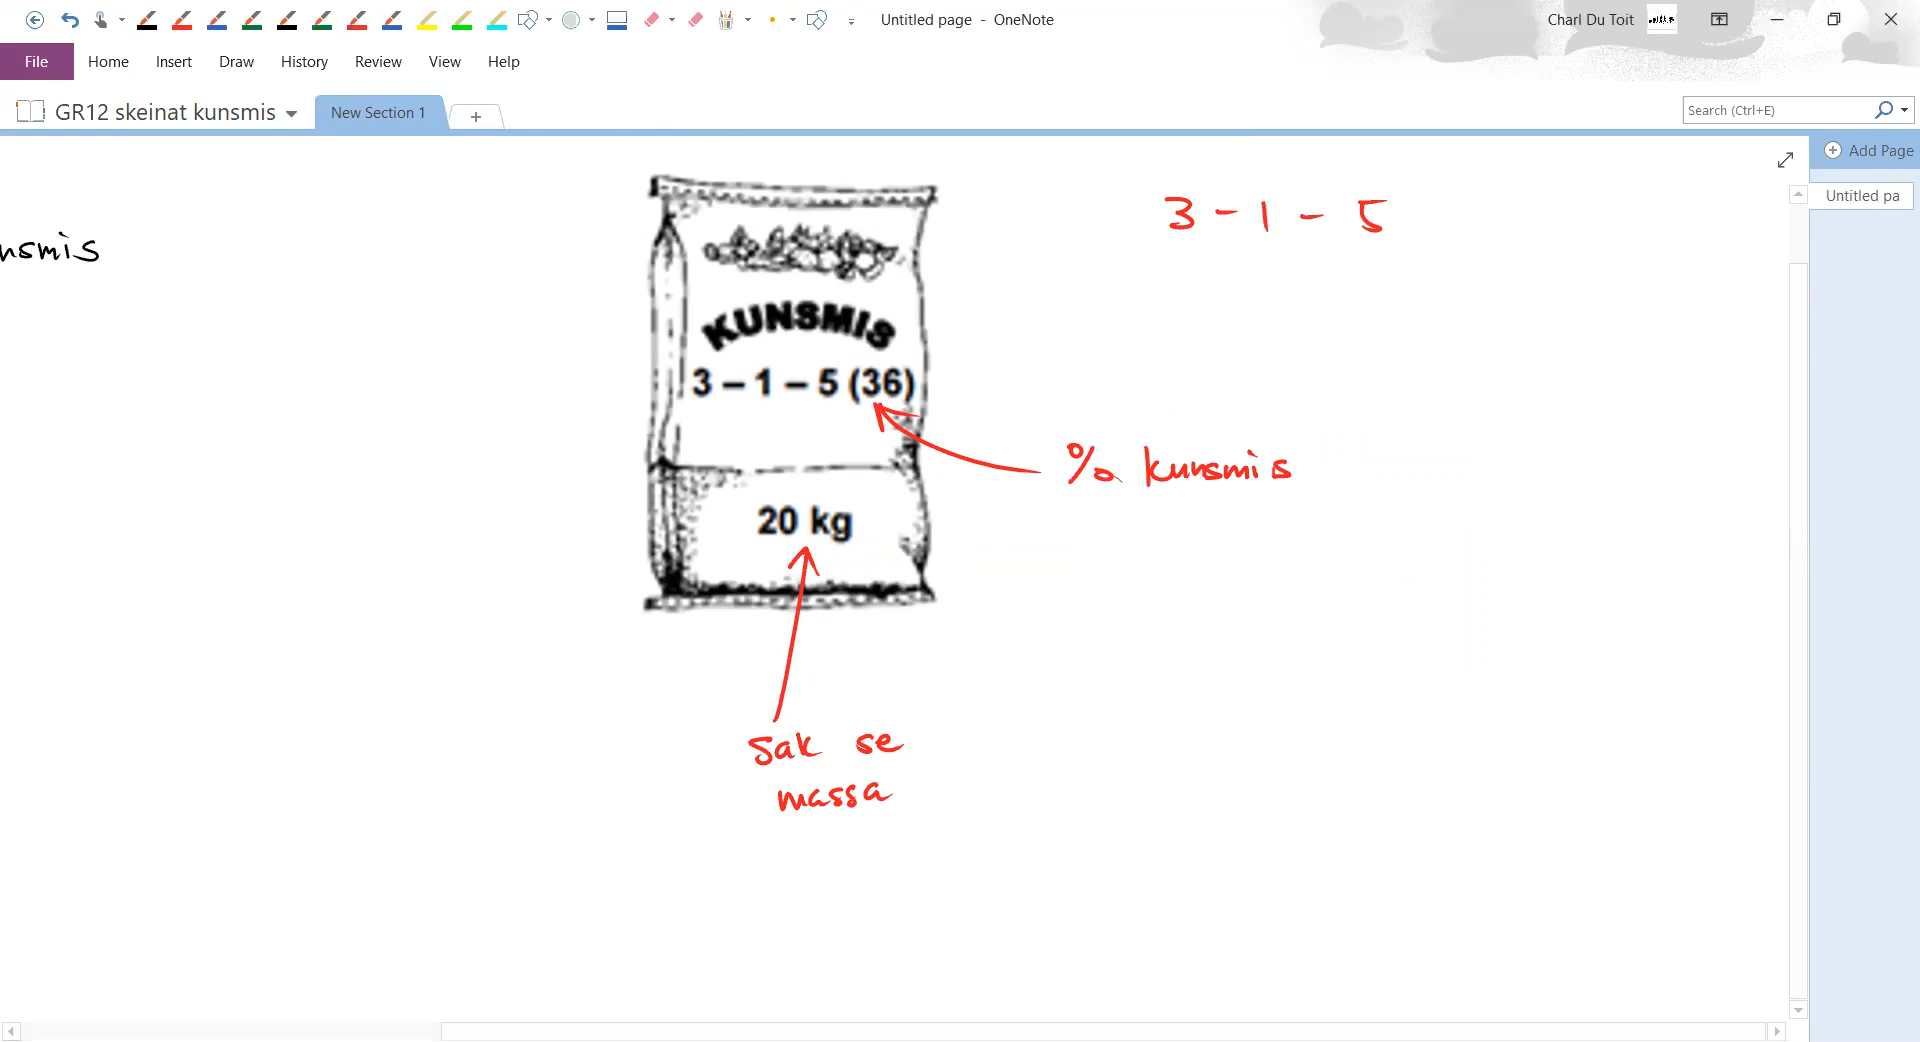 Untitled page - OneNote
Charl Du Toit
File Home Insert Draw History Review View Help
GR12 skeinat kunsmis
New Section 1
+
Search (Ctrl+E)
Add Page
Untitled pa
3 - 1 - 5
nsmis
KUNSMIS
3 – 1 – 5 (36)
% kunsmis
20 kg
sak se
massa